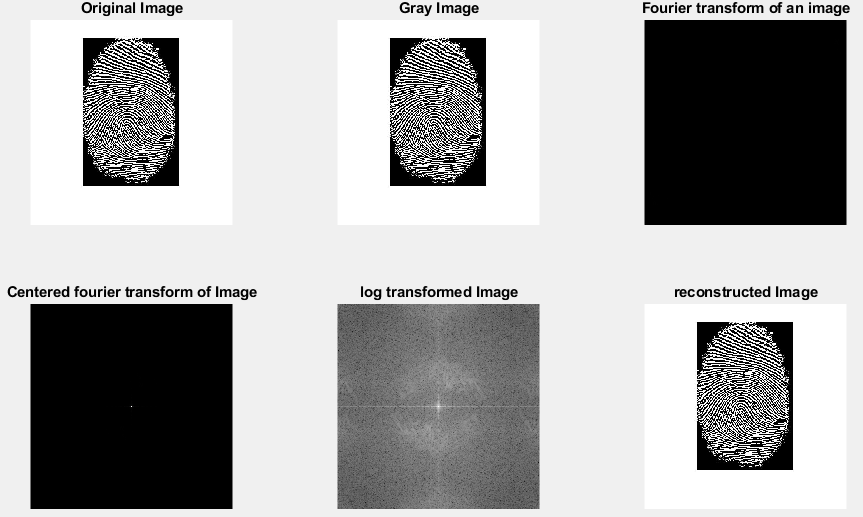 Original Image
Gray Image
Fourier transform of an image
Centered fourier transform of Image
log transformed Image
reconstructed Image